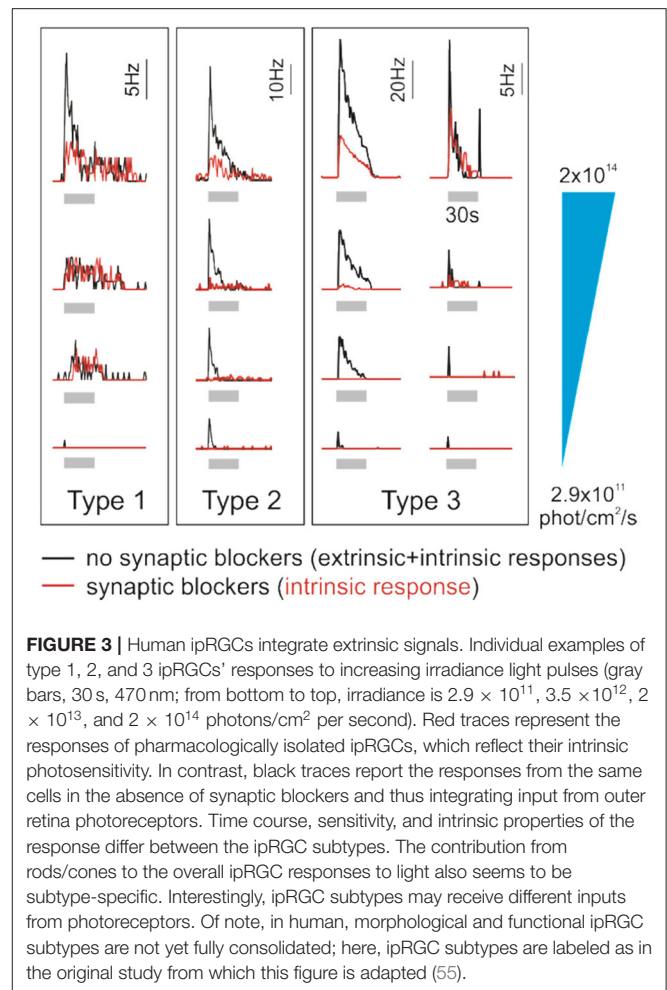 5Hz
10Hz
20Hz
5Hz
2x10¹⁴
30s
2.9x10¹¹
phot/cm²/s
Type 1
Type 2
Type 3
— no synaptic blockers (extrinsic+intrinsic responses)
— synaptic blockers (intrinsic response)
FIGURE 3 | Human ipRGCs integrate extrinsic signals. Individual examples of
type 1, 2, and 3 ipRGCs' responses to increasing irradiance light pulses (gray
bars, 30 s, 470 nm; from bottom to top, irradiance is 2.9 × 10¹¹, 3.5 ×10¹², 2
× 10¹³, and 2 × 10¹⁴ photons/cm² per second). Red traces represent the
responses of pharmacologically isolated ipRGCs, which reflect their intrinsic
photosensitivity. In contrast, black traces report the responses from the same
cells in the absence of synaptic blockers and thus integrating input from outer
retina photoreceptors. Time course, sensitivity, and intrinsic properties of the
response differ between the ipRGC subtypes. The contribution from
rods/cones to the overall ipRGC responses to light also seems to be
subtype-specific. Interestingly, ipRGC subtypes may receive different inputs
from photoreceptors. Of note, in human, morphological and functional ipRGC
subtypes are not yet fully consolidated; here, ipRGC subtypes are labeled as in
the original study from which this figure is adapted (55).